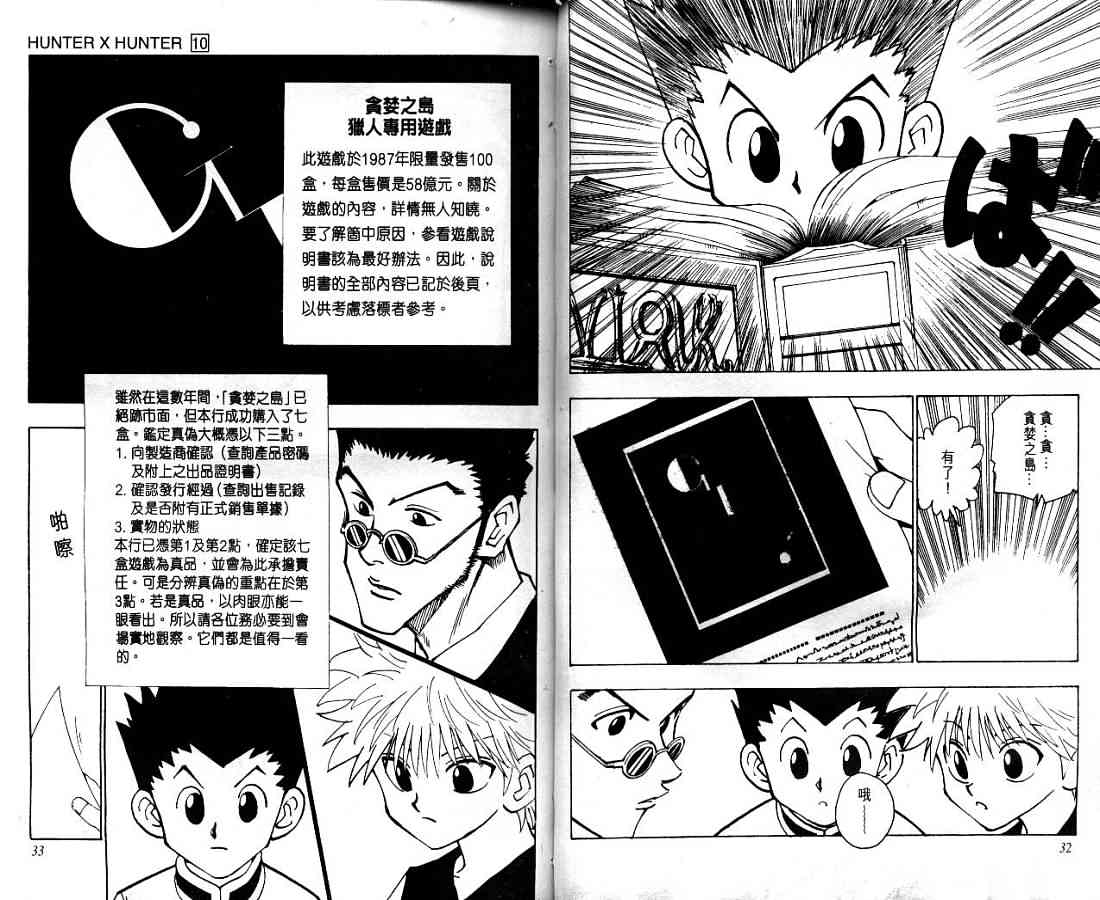 ば!!
貪…貪…
貪婪之島…
有了!
哦……
32
HUNTER X HUNTER 10
貪婪之島
獵人專用遊戲
此遊戲於1987年限量發售100
盒，每盒售價是58億元。關於
遊戲的內容，詳情無人知曉。
要了解箇中原因，參看遊戲說
明書該為最好辦法。因此，說
明書的全部內容已記於後頁，
以供考慮落標者參考。
雖然在這數年間，「貪婪之島」已
絕跡市面，但本行成功購入了七
盒。鑑定真偽大概憑以下三點。
1. 向製造商確認（查詢產品密碼
及附上之出品證明書）
2. 確認發行經過（查詢出售記錄
及是否附有正式銷售單據）
3. 實物的狀態
本行已憑第1及第2點，確定該七
盒遊戲為真品，並會為此承擔責
任。可是分辨真偽的重點在於第
3點。若是真品，以肉眼亦能一
眼看出。所以請各位務必要到會
場實地觀察。它們都是值得一看
的。
啪嚓
33